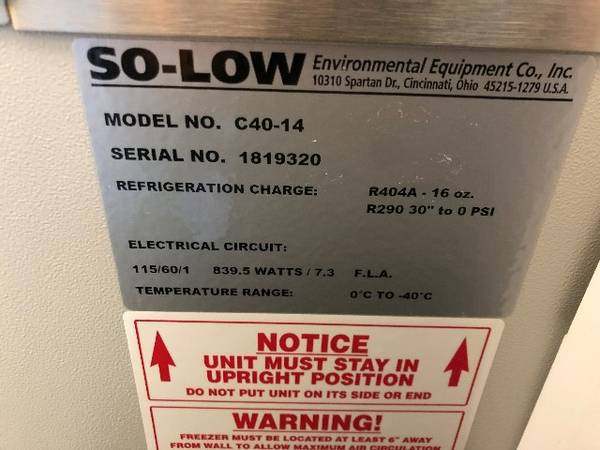 SO-LOW Environmental Equipment Co., Inc.
10310 Spartan Dr., Cincinnati, Ohio 45215-1279 U.S.A.
MODEL NO. C40-14
SERIAL NO. 1819320
REFRIGERATION CHARGE: R404A - 16 oz.
R290 30" to 0 PSI
ELECTRICAL CIRCUIT:
115/60/1 839.5 WATTS / 7.3 F.L.A.
TEMPERATURE RANGE: 0°C TO -40°C
NOTICE
UNIT MUST STAY IN
UPRIGHT POSITION
DO NOT PUT UNIT ON ITS SIDE OR END
WARNING!
FREEZER MUST BE LOCATED AT LEAST 6" AWAY
FROM WALL TO ALLOW MAXIMUM AIR CIRCULATION